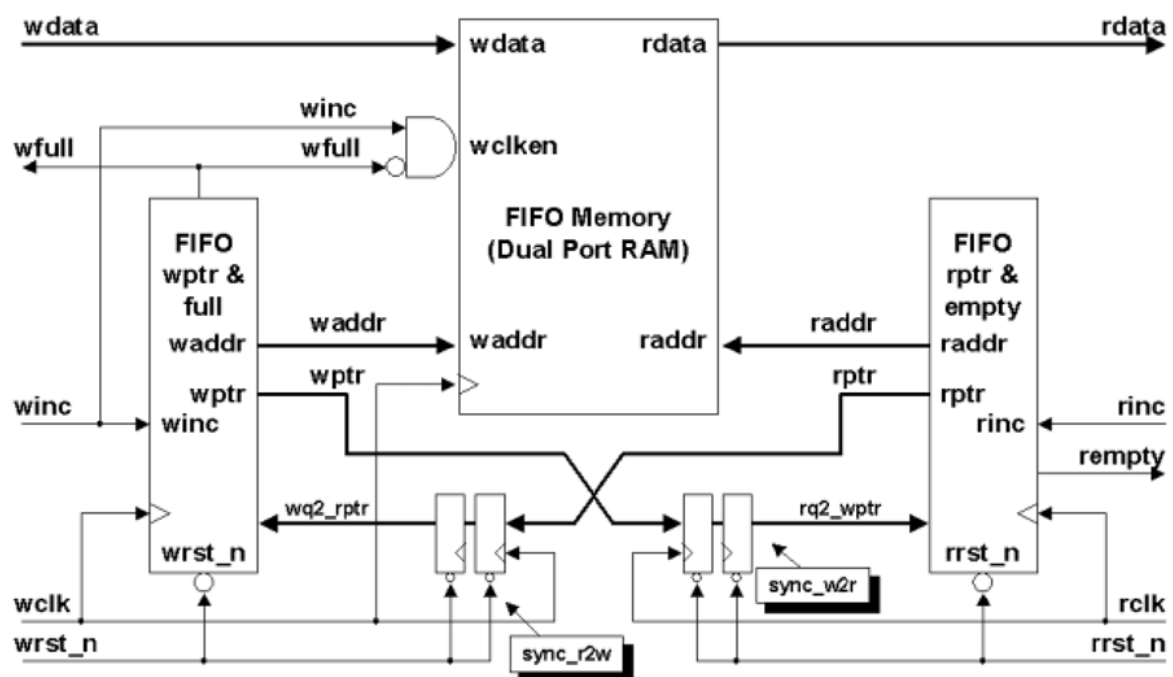 wdata
wdata
rdata
rdata
winc
wclken
wfull
wfull
FIFO Memory
(Dual Port RAM)
FIFO
wptr &
full
FIFO
rptr &
empty
waddr
waddr
waddr
raddr
raddr
raddr
wptr
wptr
rptr
rptr
winc
winc
rinc
rinc
rempty
wq2_rptr
rq2_wptr
wrst_n
rrst_n
sync_w2r
wclk
rclk
wrst_n
sync_r2w
rrst_n